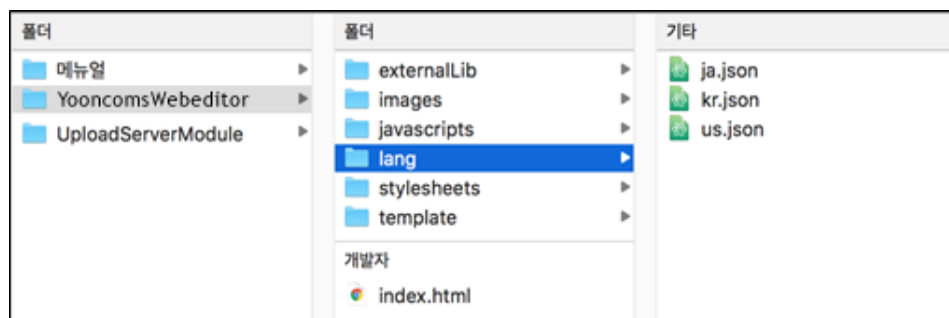 폴더
메뉴얼
YooncomsWebeditor
UploadServerModule
폴더
externalLib
images
javascripts
lang
stylesheets
template
개발자
index.html
기타
ja.json
kr.json
us.json